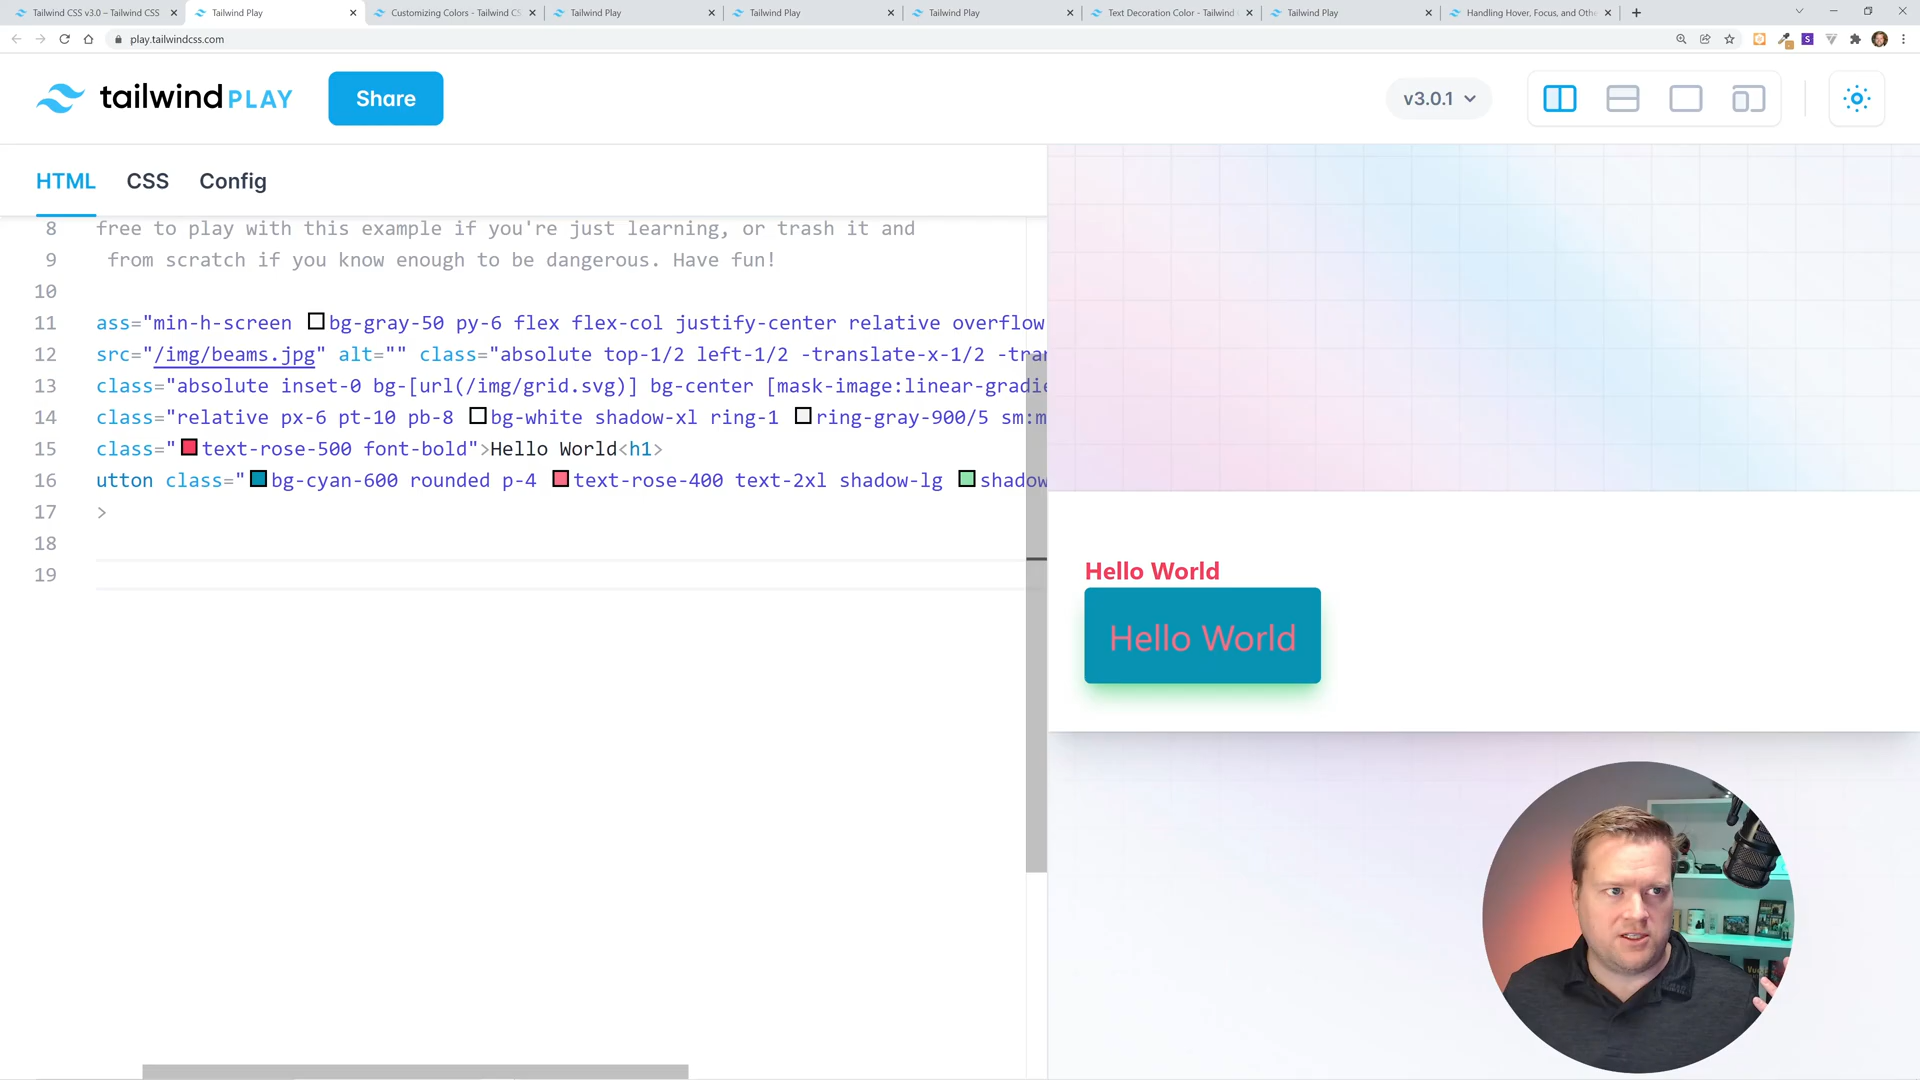 Tailwind CSS v3.0 – Tailwind CSS
Tailwind Play
Customizing Colors - Tailwind CS
Tailwind Play
Tailwind Play
Tailwind Play
Text Decoration Color - Tailwind
Tailwind Play
Handling Hover, Focus, and Othe
play.tailwindcss.com
tailwind PLAY
Share
v3.0.1
HTML CSS Config
8 free to play with this example if you're just learning, or trash it and
9 from scratch if you know enough to be dangerous. Have fun!
10
11 ass="min-h-screen bg-gray-50 py-6 flex flex-col justify-center relative overflow
12 src="/img/beams.jpg" alt="" class="absolute top-1/2 left-1/2 -translate-x-1/2 -tran
13 class="absolute inset-0 bg-[url(/img/grid.svg)] bg-center [mask-image:linear-gradie
14 class="relative px-6 pt-10 pb-8 bg-white shadow-xl ring-1 ring-gray-900/5 sm:m
15 class="text-rose-500 font-bold">Hello World<h1>
16 utton class="bg-cyan-600 rounded p-4 text-rose-400 text-2xl shadow-lg shadow
17 >
18
19
Hello World
Hello World